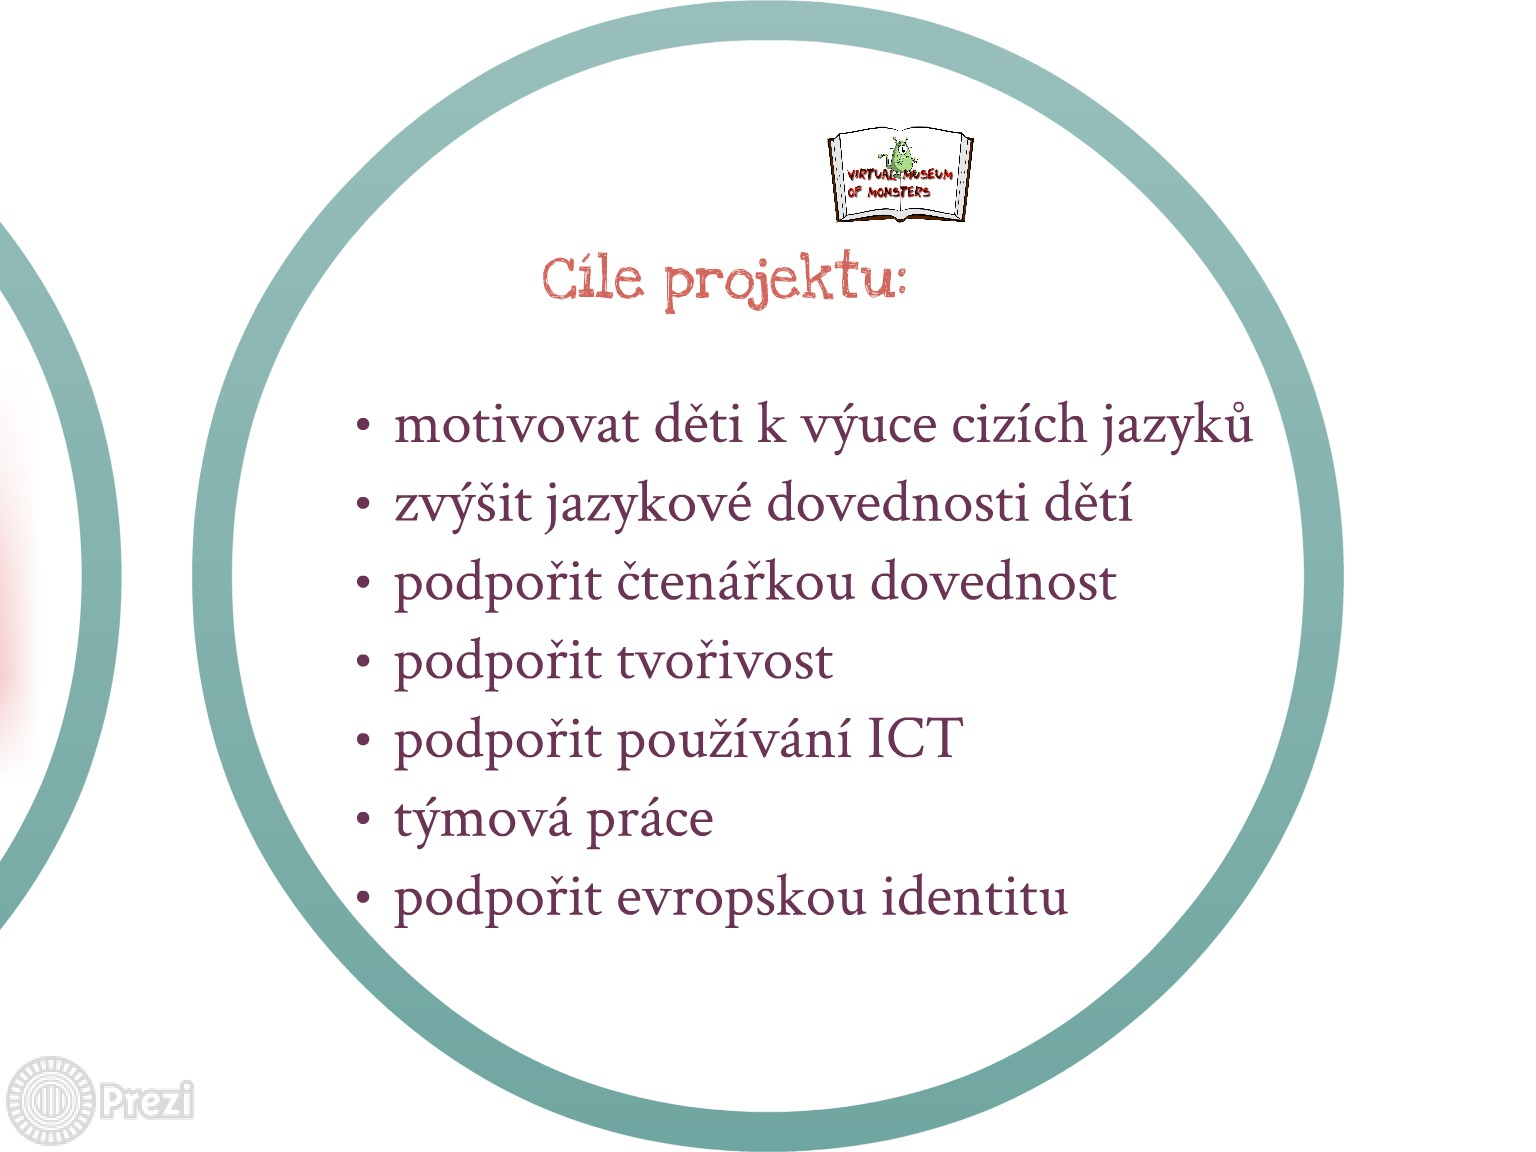 VIRTUAL MUSEUM
OF MONSTERS
Cíle projektu:
• motivovat děti k výuce cizích jazyků
• zvýšit jazykové dovednosti dětí
• podpořit čtenářkou dovednost
• podpořit tvořivost
• podpořit používání ICT
• týmová práce
• podpořit evropskou identitu
Prezi